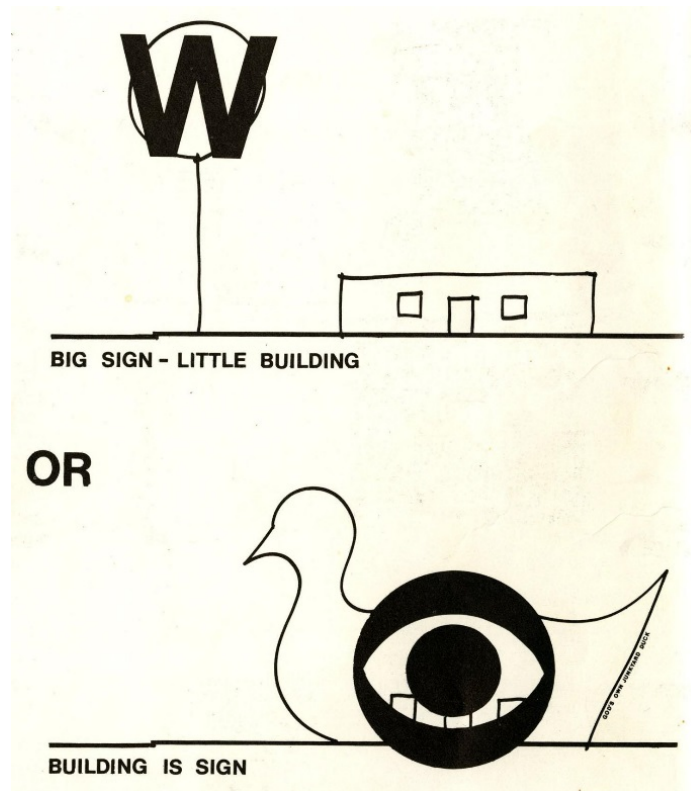 W
BIG SIGN - LITTLE BUILDING
OR
GOD'S OWN JUNKYARD DUCK
BUILDING IS SIGN